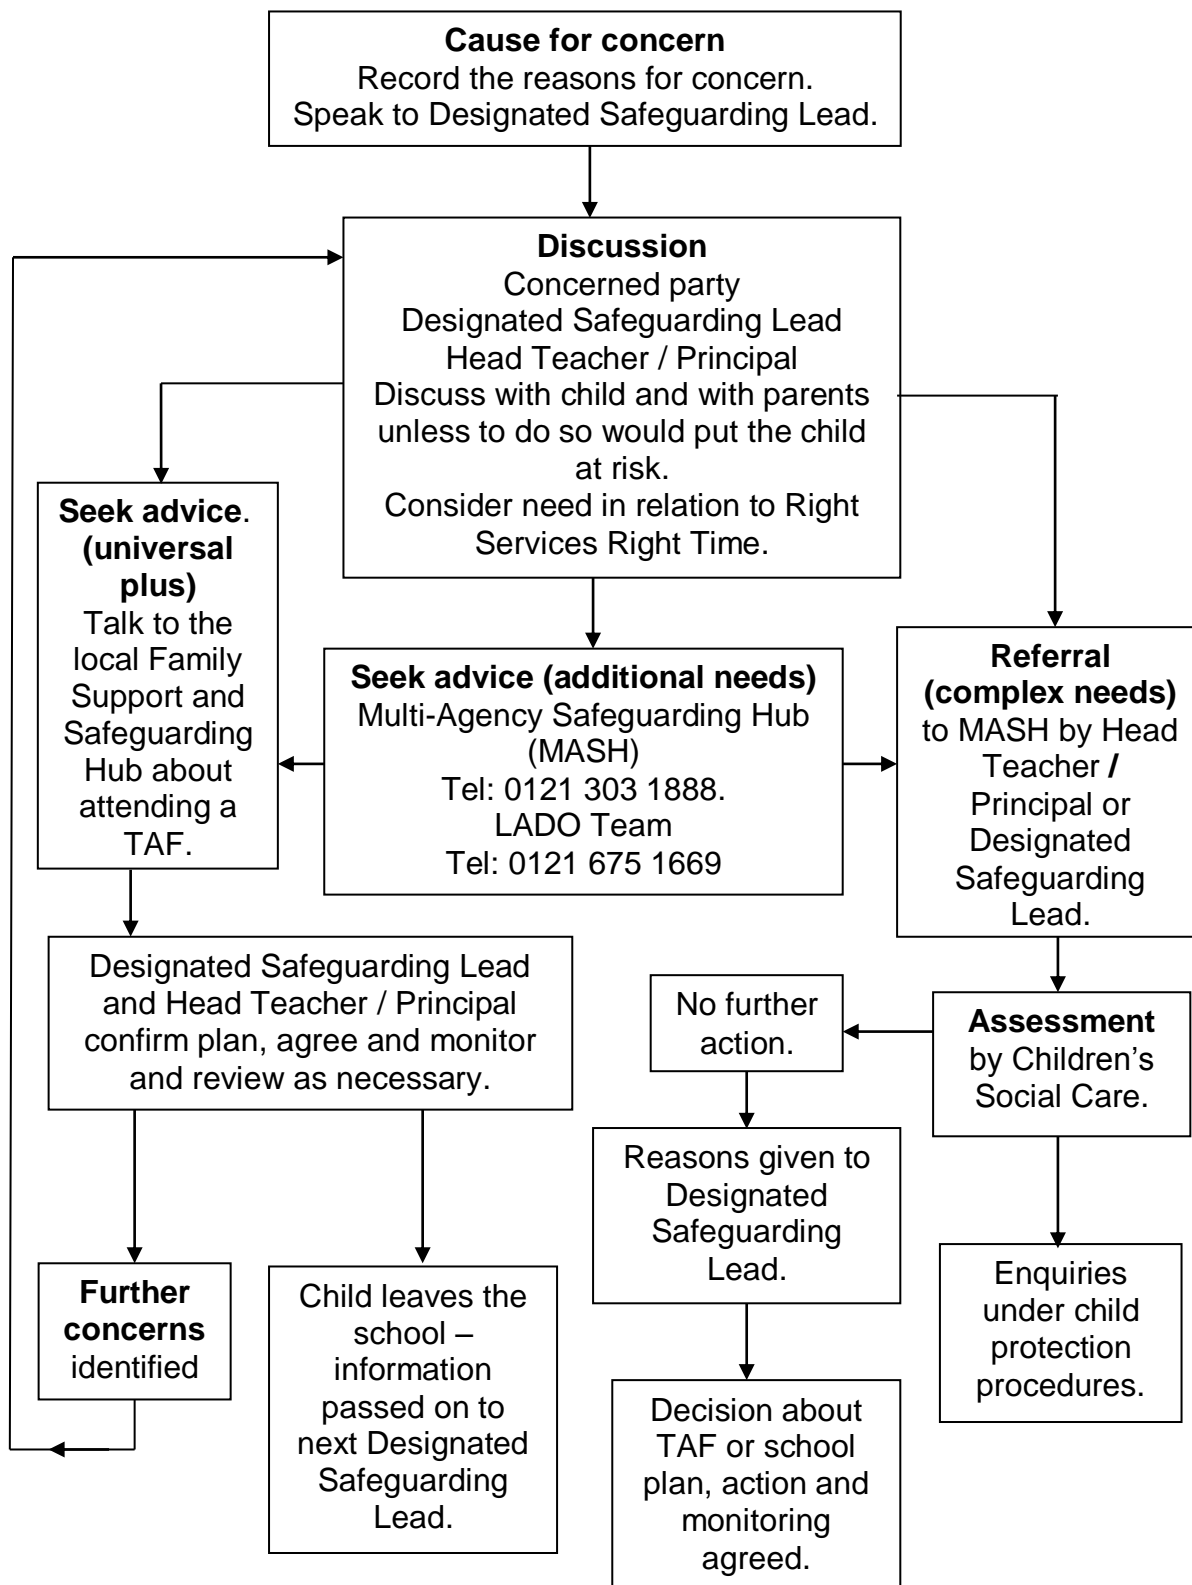 Cause for concern
Record the reasons for concern.
Speak to Designated Safeguarding Lead.
Discussion
Concerned party
Designated Safeguarding Lead
Head Teacher / Principal
Discuss with child and with parents
unless to do so would put the child
at risk.
Consider need in relation to Right
Services Right Time.
Seek advice.
(universal
plus)
Talk to the
local Family
Support and
Safeguarding
Hub about
attending a
TAF.
Seek advice (additional needs)
Multi-Agency Safeguarding Hub
(MASH)
Tel: 0121 303 1888.
LADO Team
Tel: 0121 675 1669
Referral
(complex needs)
to MASH by Head
Teacher /
Principal or
Designated
Safeguarding
Lead.
Designated Safeguarding Lead
and Head Teacher / Principal
confirm plan, agree and monitor
and review as necessary.
No further
action.
Assessment
by Children’s
Social Care.
Reasons given to
Designated
Safeguarding
Lead.
Enquiries
under child
protection
procedures.
Further
concerns
identified
Child leaves the
school –
information
passed on to
next Designated
Safeguarding
Lead.
Decision about
TAF or school
plan, action and
monitoring
agreed.